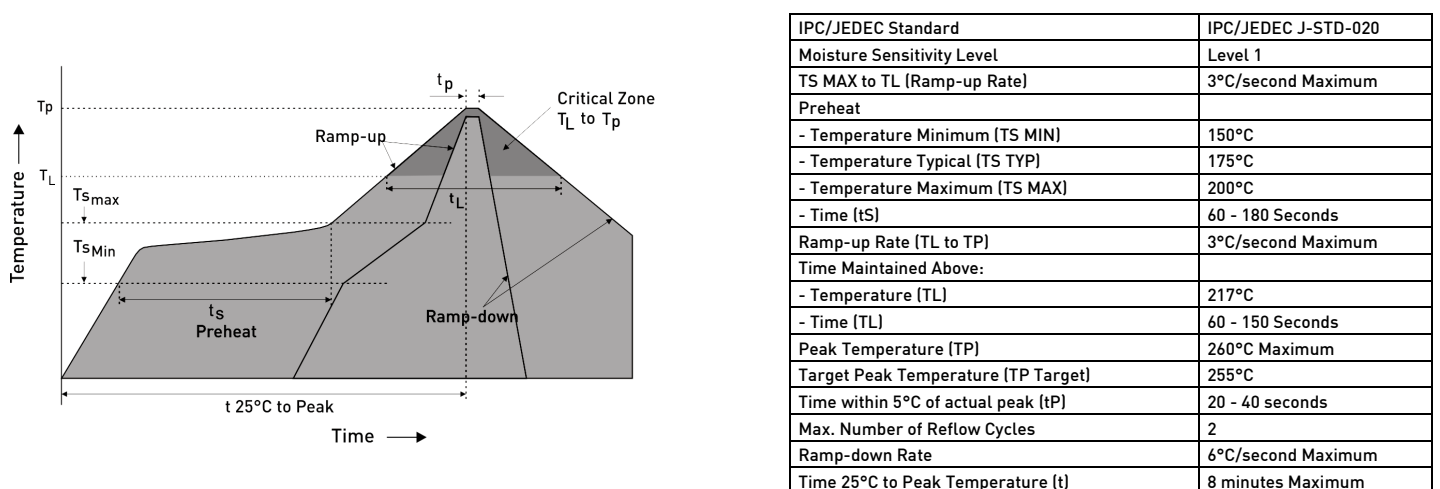 tp
Tp
Critical Zone
TL to Tp
Ramp-up
TL
tL
Tsmax
TsMin
Temperature
ts
Preheat
Ramp-down
t 25°C to Peak
Time
IPC/JEDEC Standard IPC/JEDEC J-STD-020
Moisture Sensitivity Level Level 1
TS MAX to TL (Ramp-up Rate) 3°C/second Maximum
Preheat
- Temperature Minimum (TS MIN) 150°C
- Temperature Typical (TS TYP) 175°C
- Temperature Maximum (TS MAX) 200°C
- Time (tS) 60 - 180 Seconds
Ramp-up Rate (TL to TP) 3°C/second Maximum
Time Maintained Above:
- Temperature (TL) 217°C
- Time (TL) 60 - 150 Seconds
Peak Temperature (TP) 260°C Maximum
Target Peak Temperature (TP Target) 255°C
Time within 5°C of actual peak (tP) 20 - 40 seconds
Max. Number of Reflow Cycles 2
Ramp-down Rate 6°C/second Maximum
Time 25°C to Peak Temperature (t) 8 minutes Maximum